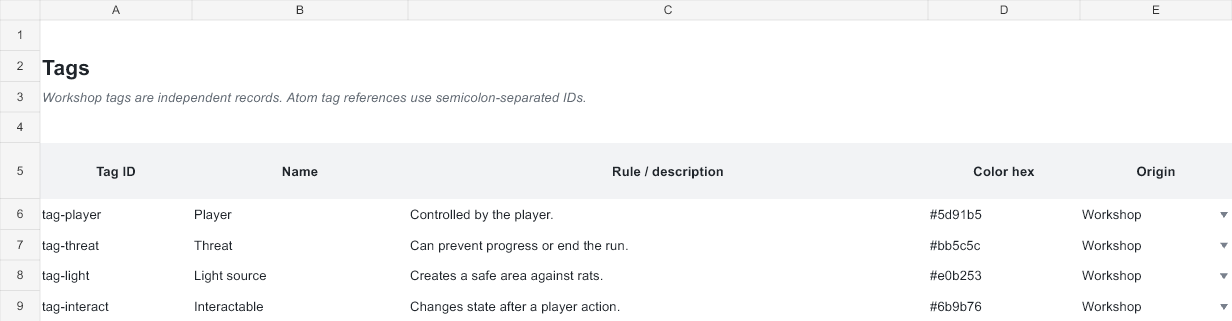 A B C D E
1
2 Tags
3 Workshop tags are independent records. Atom tag references use semicolon-separated IDs.
4
5 Tag ID Name Rule / description Color hex Origin
6 tag-player Player Controlled by the player. #5d91b5 Workshop
7 tag-threat Threat Can prevent progress or end the run. #bb5c5c Workshop
8 tag-light Light source Creates a safe area against rats. #e0b253 Workshop
9 tag-interact Interactable Changes state after a player action. #6b9b76 Workshop